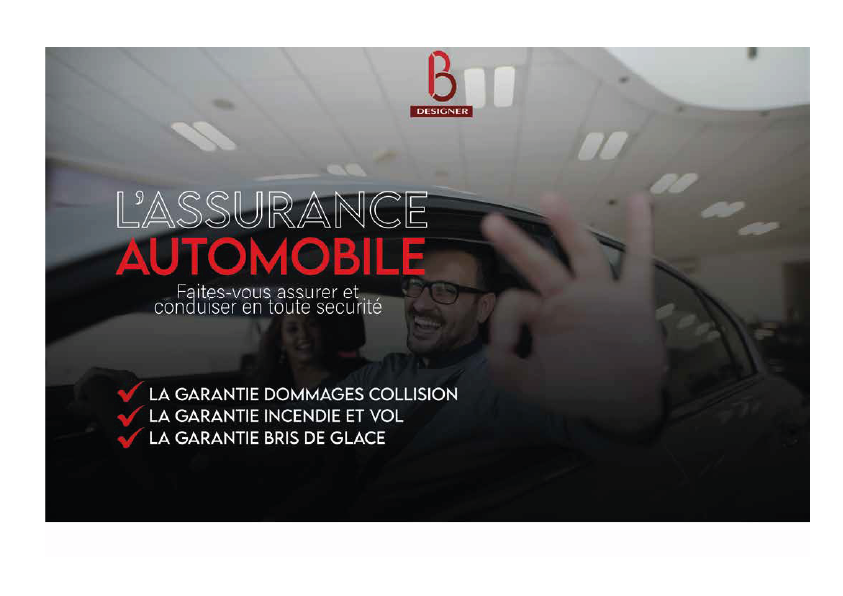 B
DESIGNER
L'ASSURANCE
AUTOMOBILE
Faites-vous assurer et
conduiser en toute securité
LA GARANTIE DOMMAGES COLLISION
LA GARANTIE INCENDIE ET VOL
LA GARANTIE BRIS DE GLACE